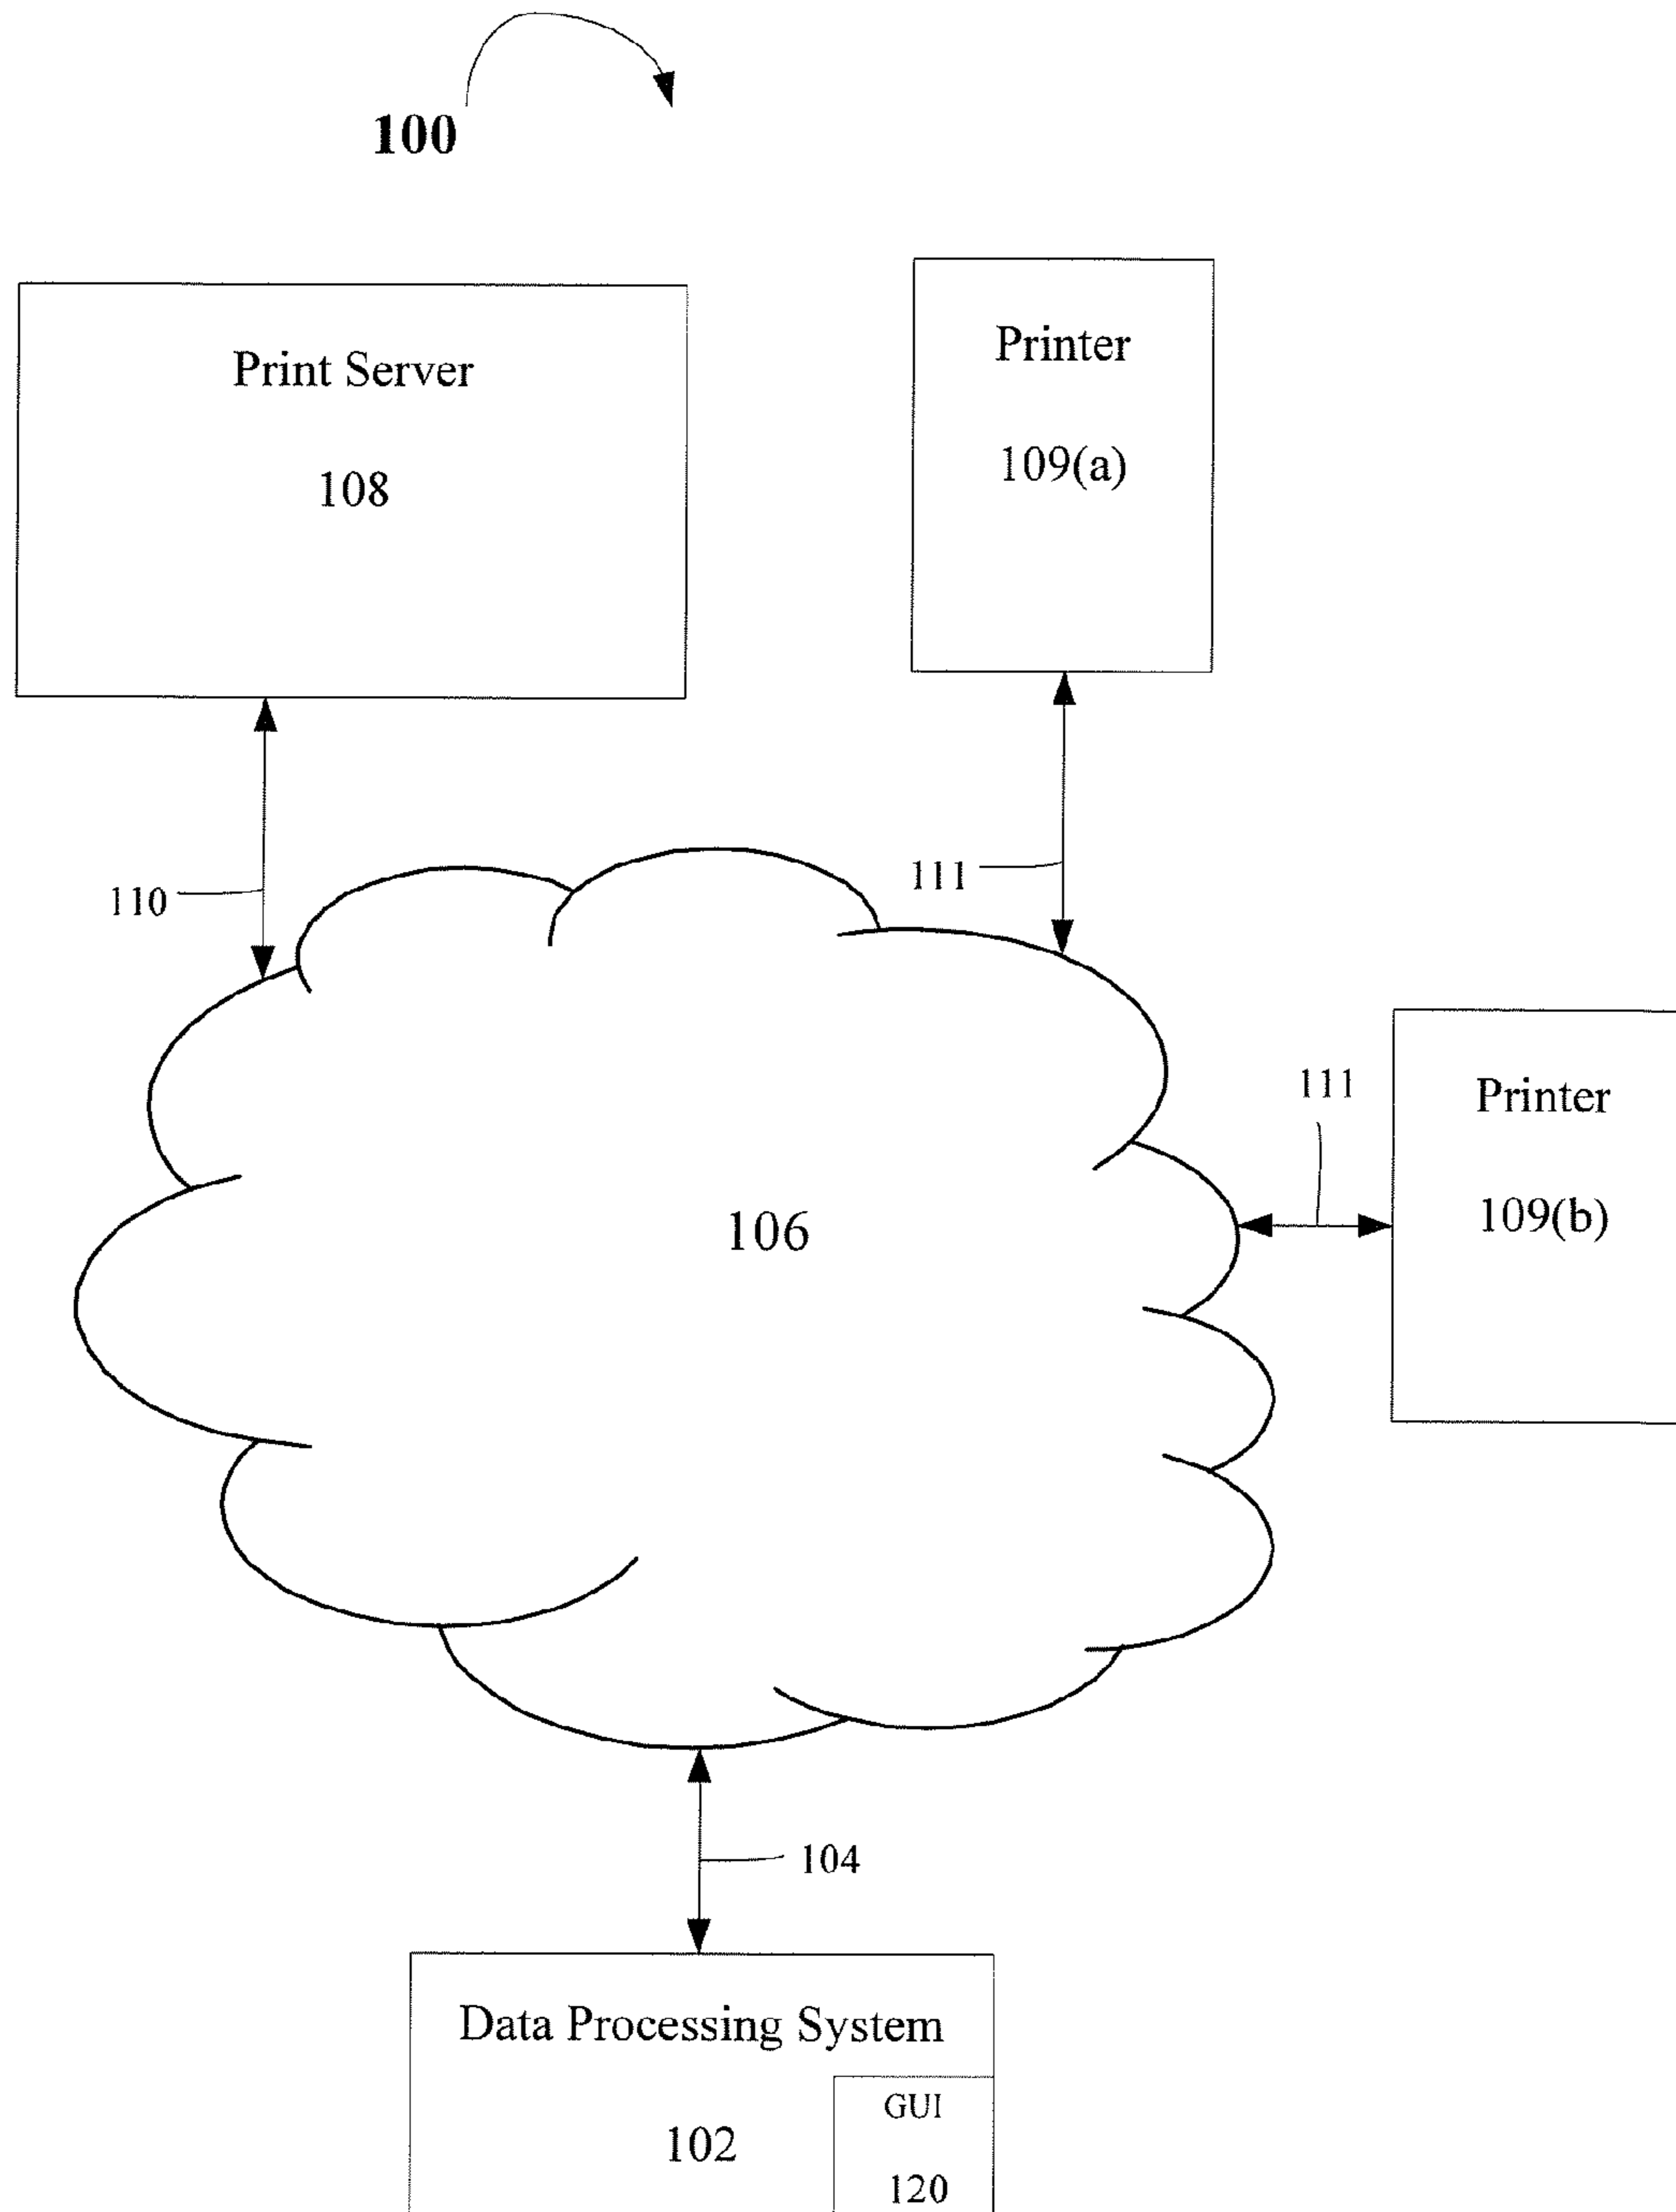 100
Print Server
108
Printer
109(a)
110
111
111
Printer
109(b)
106
104
Data Processing System
102
GUI
120